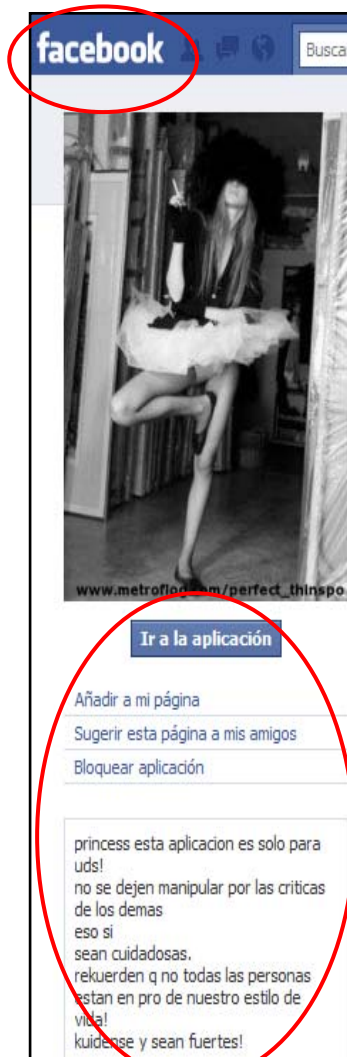 facebook Busca
www.metroflog.com/perfect_thinspo
Ir a la aplicación
Añadir a mi página
Sugerir esta página a mis amigos
Bloquear aplicación
princess esta aplicacion es solo para
uds!
no se dejen manipular por las criticas
de los demas
eso si
sean cuidadosas.
rekuerden q no todas las personas
estan en pro de nuestro estilo de
vida!
kuidense y sean fuertes!